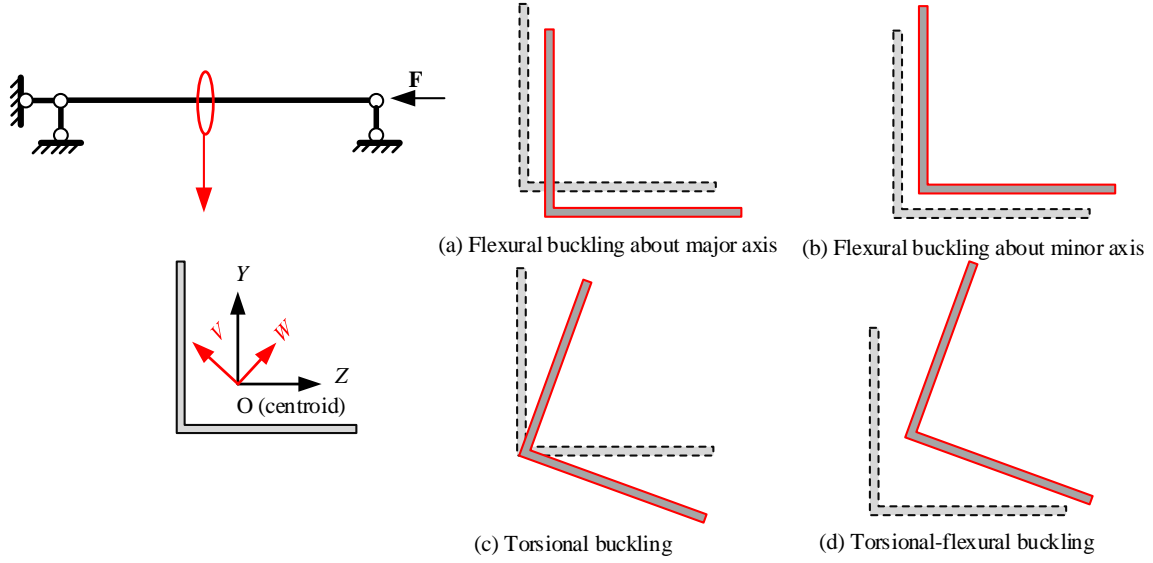 F
Y
V
W
Z
O (centroid)
(a) Flexural buckling about major axis
(b) Flexural buckling about minor axis
(c) Torsional buckling
(d) Torsional-flexural buckling